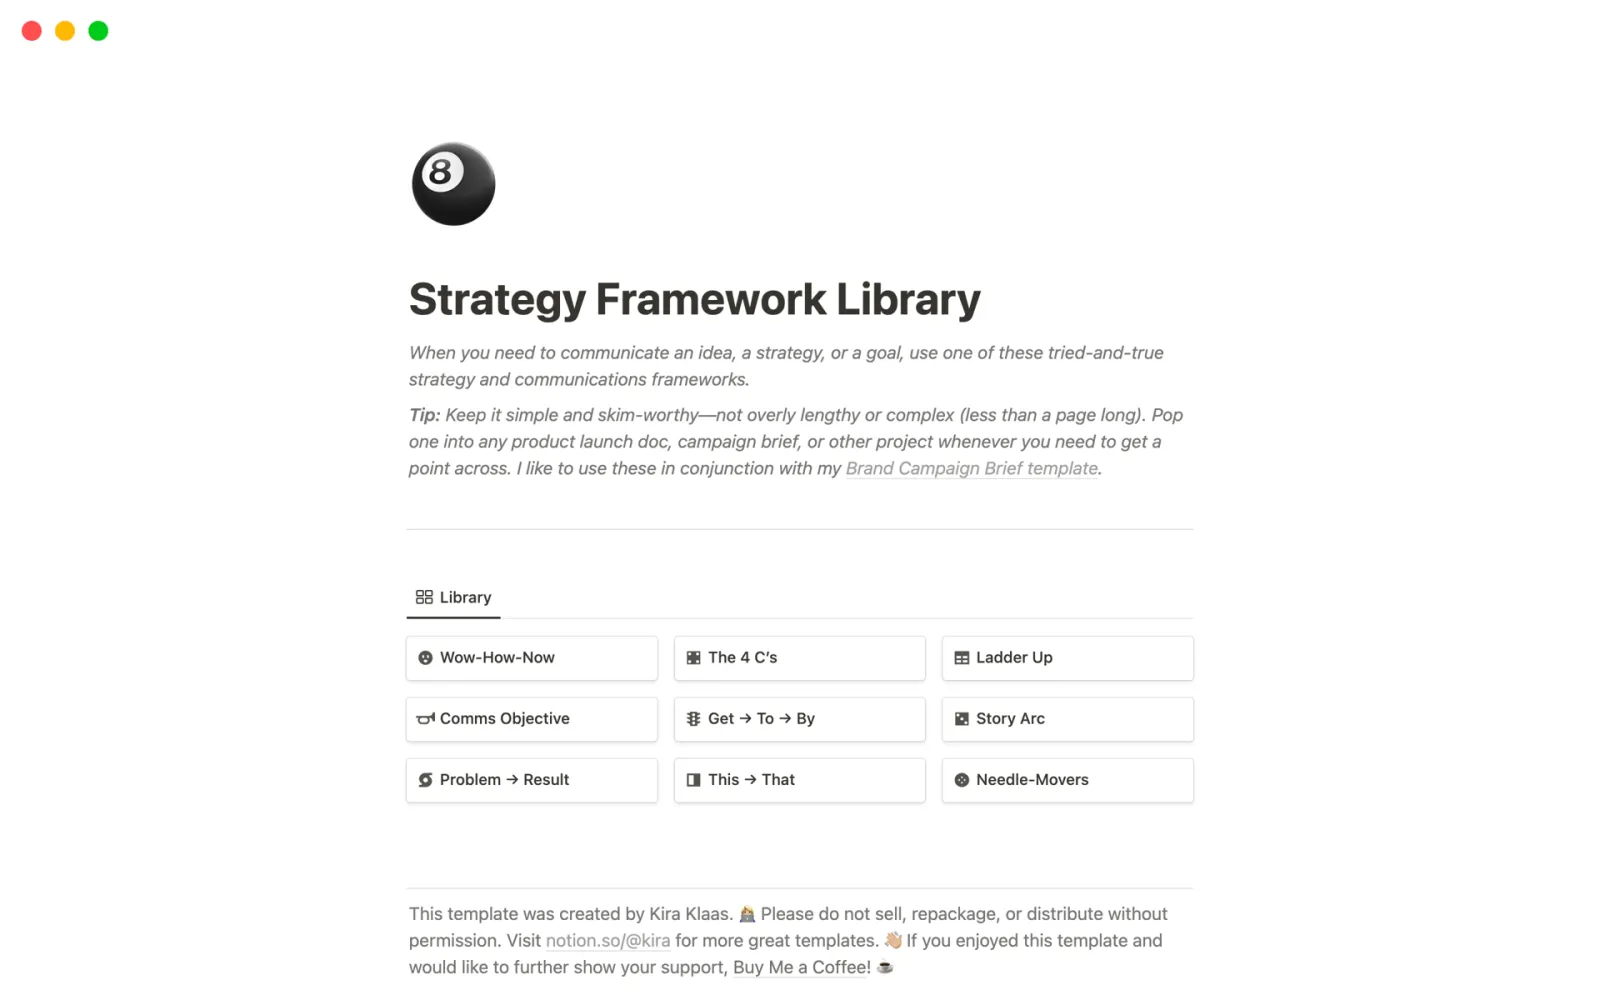 8
Strategy Framework Library
When you need to communicate an idea, a strategy, or a goal, use one of these tried-and-true
strategy and communications frameworks.
Tip: Keep it simple and skim-worthy—not overly lengthy or complex (less than a page long). Pop
one into any product launch doc, campaign brief, or other project whenever you need to get a
point across. I like to use these in conjunction with my Brand Campaign Brief template.
Library
Wow-How-Now
The 4 C's
Ladder Up
Comms Objective
Get → To → By
Story Arc
Problem → Result
This → That
Needle-Movers
This template was created by Kira Klaas. 👩‍💻 Please do not sell, repackage, or distribute without
permission. Visit notion.so/@kira for more great templates. 👋🏼 If you enjoyed this template and
would like to further show your support, Buy Me a Coffee! ☕